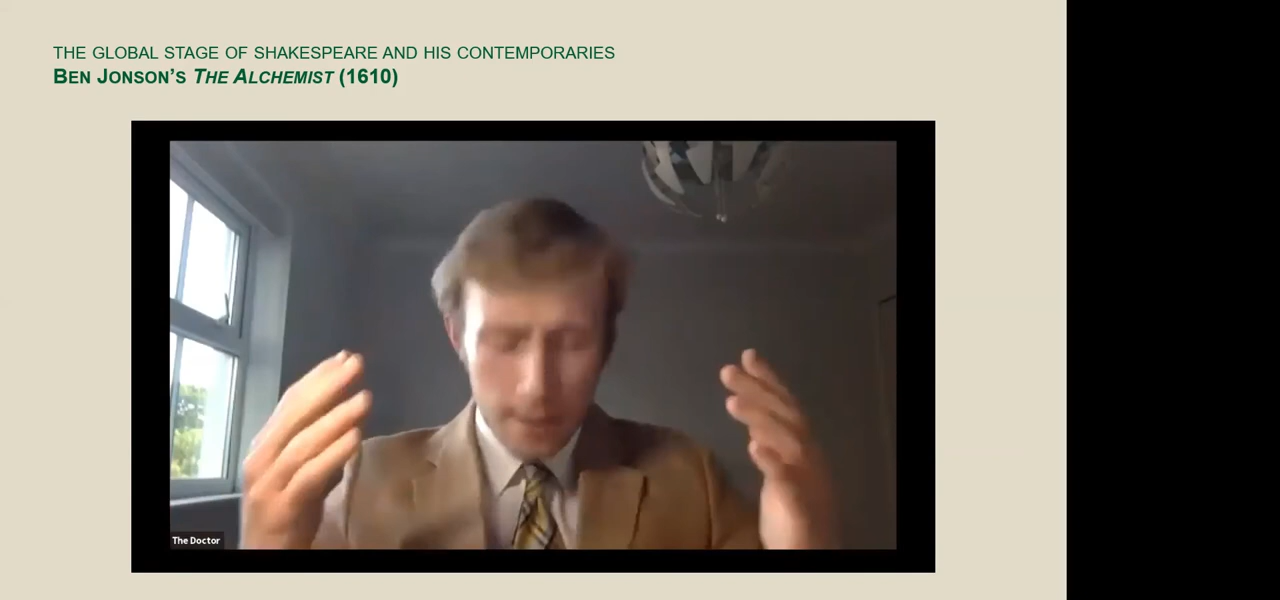 THE GLOBAL STAGE OF SHAKESPEARE AND HIS CONTEMPORARIES
BEN JONSON’S THE ALCHEMIST (1610)
The Doctor